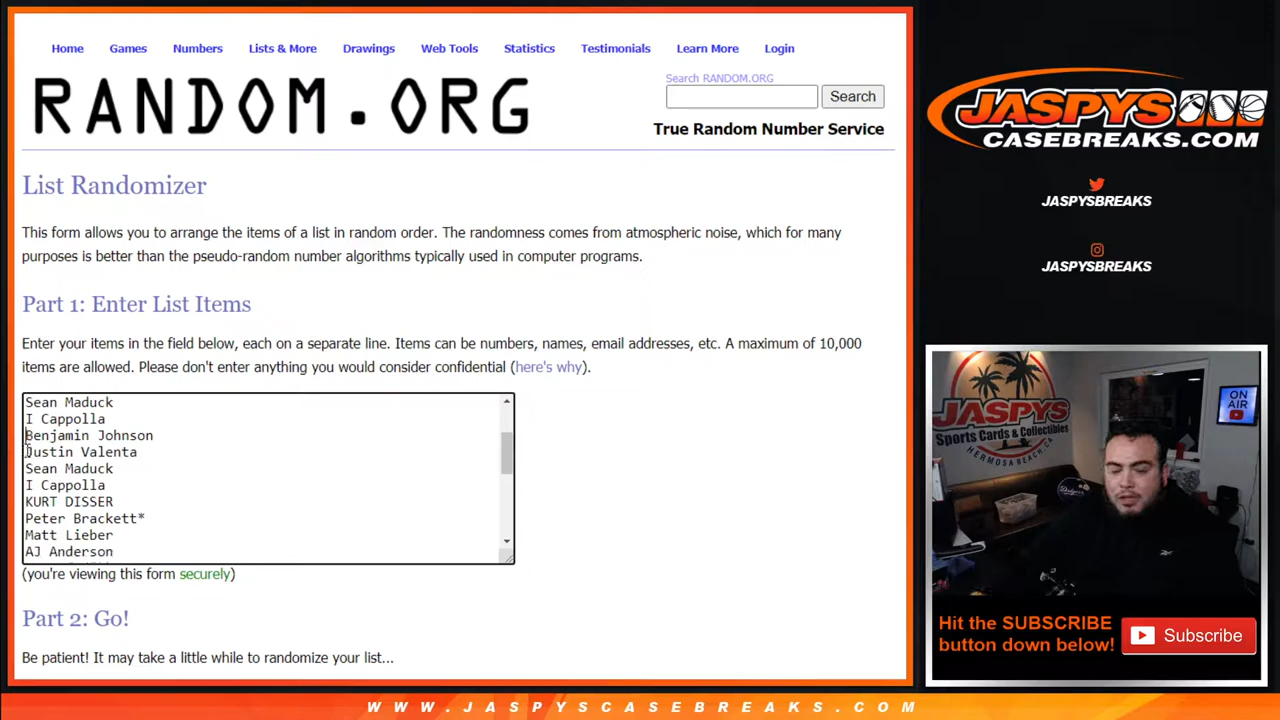 Home Games Numbers Lists & More Drawings Web Tools Statistics Testimonials Learn More Login
RANDOM.ORG
Search RANDOM.ORG
Search
True Random Number Service
List Randomizer
This form allows you to arrange the items of a list in random order. The randomness comes from atmospheric noise, which for many
purposes is better than the pseudo-random number algorithms typically used in computer programs.
Part 1: Enter List Items
Enter your items in the field below, each on a separate line. Items can be numbers, names, email addresses, etc. A maximum of 10,000
items are allowed. Please don't enter anything you would consider confidential (here's why).
Sean Maduck
I Cappolla
Benjamin Johnson
Justin Valenta
Sean Maduck
I Cappolla
KURT DISSER
Peter Brackett*
Matt Lieber
AJ Anderson
(you're viewing this form securely)
Part 2: Go!
Be patient! It may take a little while to randomize your list...
JASPYS
CASEBREAKS.COM
JASPYSBREAKS
JASPYSBREAKS
JASPYS
Sports Cards & Collectibles
HERMOSA BEACH, CA
Dodgers
ON
AIR
Hit the SUBSCRIBE
button down below!
Subscribe
WWW.JASPYSCASEBREAKS.COM